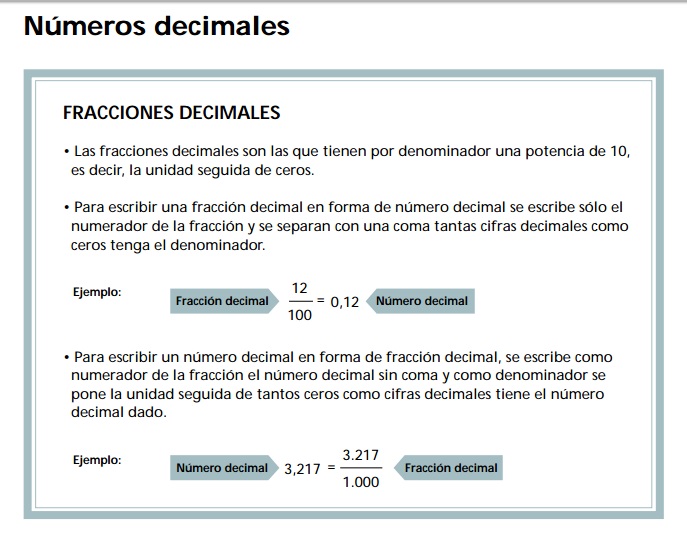 Números decimales
FRACCIONES DECIMALES
• Las fracciones decimales son las que tienen por denominador una potencia de 10,
es decir, la unidad seguida de ceros.
• Para escribir una fracción decimal en forma de número decimal se escribe sólo el
numerador de la fracción y se separan con una coma tantas cifras decimales como
ceros tenga el denominador.
Ejemplo:
Fracción decimal 12/100 = 0,12 Número decimal
• Para escribir un número decimal en forma de fracción decimal, se escribe como
numerador de la fracción el número decimal sin coma y como denominador se
pone la unidad seguida de tantos ceros como cifras decimales tiene el número
decimal dado.
Ejemplo:
Número decimal 3,217 = 3.217/1.000 Fracción decimal